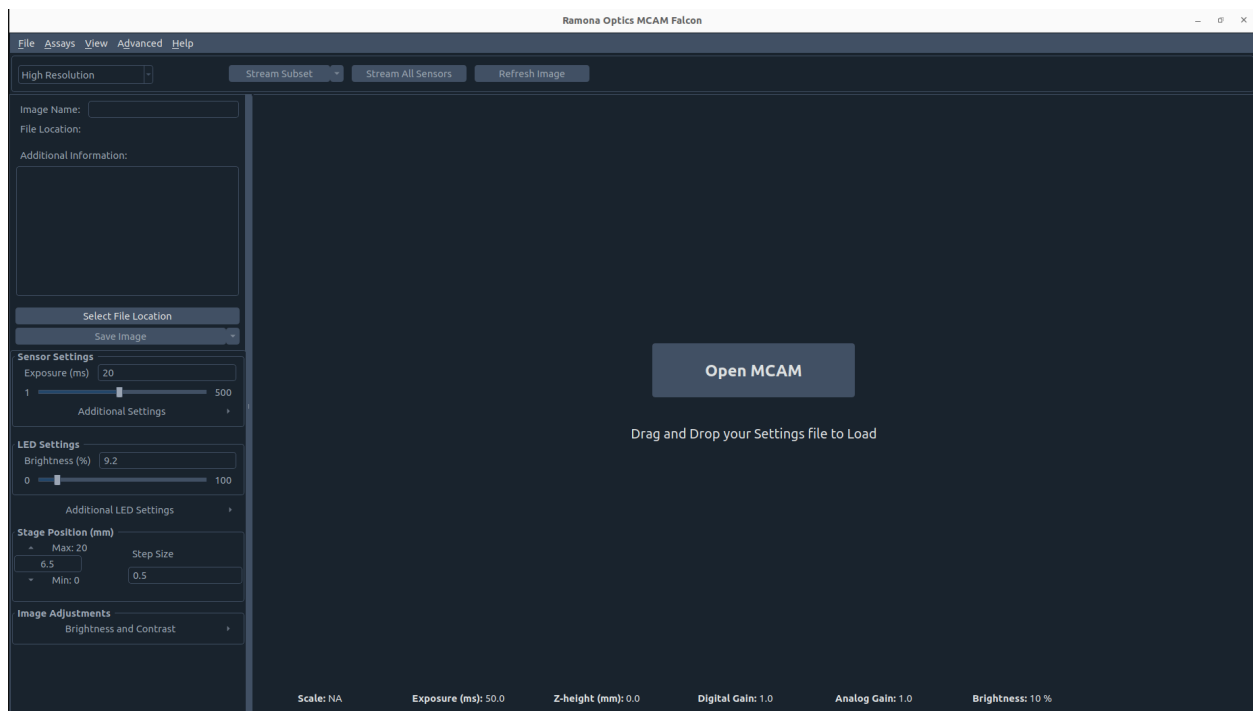 Ramona Optics MCAM Falcon
File Assays View Advanced Help
High Resolution Stream Subset Stream All Sensors Refresh Image
Image Name:
File Location:
Additional Information:
Select File Location
Save Image
Sensor Settings
Exposure (ms) 20
1 500
Additional Settings
LED Settings
Brightness (%) 9.2
0 100
Additional LED Settings
Stage Position (mm)
Max: 20
Step Size
6.5
0.5
Min: 0
Image Adjustments
Brightness and Contrast
Open MCAM
Drag and Drop your Settings file to Load
Scale: NA Exposure (ms): 50.0 Z-height (mm): 0.0 Digital Gain: 1.0 Analog Gain: 1.0 Brightness: 10 %